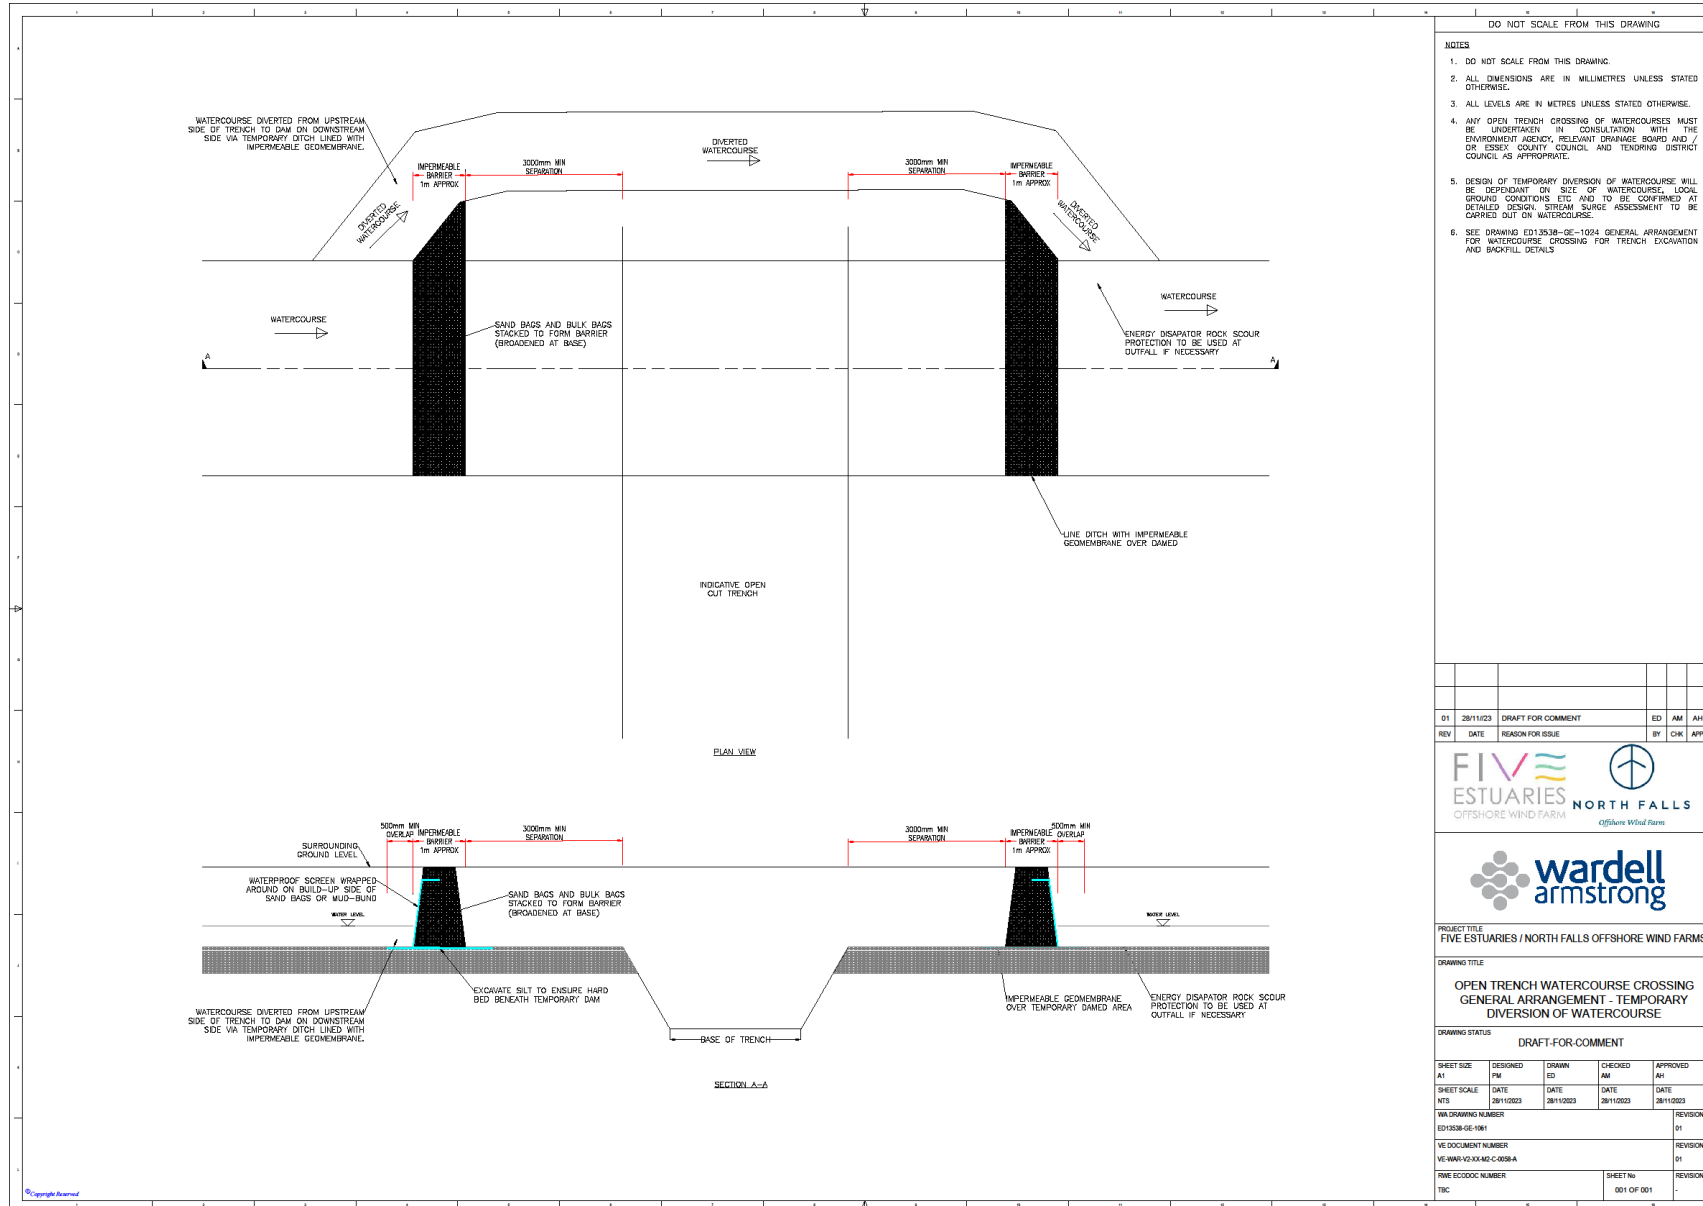 WATERCOURSE DIVERTED FROM UPSTREAM
SIDE OF TRENCH TO DAM ON DOWNSTREAM
SIDE VIA TEMPORARY DITCH LINED WITH
IMPERMEABLE GEOMEMBRANE.
IMPERMEABLE
BARRIER
1m APPROX
3000mm MIN
SEPARATION
DIVERTED
WATERCOURSE
3000mm MIN
SEPARATION
IMPERMEABLE
BARRIER
1m APPROX
DIVERTED
WATERCOURSE
DIVERTED
WATERCOURSE
WATERCOURSE
SAND BAGS AND BULK BAGS
STACKED TO FORM BARRIER
(BROADENED AT BASE)
WATERCOURSE
ENERGY DISAPATOR ROCK SCOUR
PROTECTION TO BE USED AT
OUTFALL IF NECESSARY
A
A
LINE DITCH WITH IMPERMEABLE
GEOMEMBRANE OVER DAMED
INDICATIVE OPEN
CUT TRENCH
PLAN VIEW
500mm MIN
OVERLAP
IMPERMEABLE
BARRIER
1m APPROX
3000mm MIN
SEPARATION
3000mm MIN
SEPARATION
IMPERMEABLE
BARRIER
1m APPROX
500mm MIN
OVERLAP
SURROUNDING
GROUND LEVEL
WATERPROOF SCREEN WRAPPED
AROUND ON BUILD-UP SIDE OF
SAND BAGS OR MUD-BUND
SAND BAGS AND BULK BAGS
STACKED TO FORM BARRIER
(BROADENED AT BASE)
WATER LEVEL
WATER LEVEL
EXCAVATE SILT TO ENSURE HARD
BED BENEATH TEMPORARY DAM
WATERCOURSE DIVERTED FROM UPSTREAM
SIDE OF TRENCH TO DAM ON DOWNSTREAM
SIDE VIA TEMPORARY DITCH LINED WITH
IMPERMEABLE GEOMEMBRANE.
BASE OF TRENCH
IMPERMEABLE GEOMEMBRANE
OVER TEMPORARY DAMED AREA
ENERGY DISAPATOR ROCK SCOUR
PROTECTION TO BE USED AT
OUTFALL IF NECESSARY
SECTION A-A
©Copyright Reserved
DO NOT SCALE FROM THIS DRAWING
NOTES
1. DO NOT SCALE FROM THIS DRAWING.
2. ALL DIMENSIONS ARE IN MILLIMETRES UNLESS STATED
OTHERWISE.
3. ALL LEVELS ARE IN METRES UNLESS STATED OTHERWISE.
4. ANY OPEN TRENCH CROSSING OF WATERCOURSES MUST
BE UNDERTAKEN IN CONSULTATION WITH THE
ENVIRONMENT AGENCY, RELEVANT DRAINAGE BOARD AND /
OR ESSEX COUNTY COUNCIL AND TENDRING DISTRICT
COUNCIL AS APPROPRIATE.
5. DESIGN OF TEMPORARY DIVERSION OF WATERCOURSE WILL
BE DEPENDANT ON SIZE OF WATERCOURSE, LOCAL
GROUND CONDITIONS ETC AND TO BE CONFIRMED AT
DETAILED DESIGN. STREAM SURGE ASSESSMENT TO BE
CARRIED OUT ON WATERCOURSE.
6. SEE DRAWING ED13538-GE-1024 GENERAL ARRANGEMENT
FOR WATERCOURSE CROSSING FOR TRENCH EXCAVATION
AND BACKFILL DETAILS
01 28/11//23 DRAFT FOR COMMENT ED AM AH
REV DATE REASON FOR ISSUE BY CHK APP
FIVE
ESTUARIES
OFFSHORE WIND FARM
NORTH FALLS
Offshore Wind Farm
wardell
armstrong
PROJECT TITLE
FIVE ESTUARIES / NORTH FALLS OFFSHORE WIND FARMS
DRAWING TITLE
OPEN TRENCH WATERCOURSE CROSSING
GENERAL ARRANGEMENT - TEMPORARY
DIVERSION OF WATERCOURSE
DRAWING STATUS
DRAFT-FOR-COMMENT
SHEET SIZE DESIGNED DRAWN CHECKED APPROVED
A1 PM ED AM AH
SHEET SCALE DATE DATE DATE DATE
NTS 28/11/2023 28/11/2023 28/11/2023 28/11/2023
WA DRAWING NUMBER REVISION
ED13538-GE-1061 01
VE DOCUMENT NUMBER REVISION
VE-WAR-V2-XX-M2-C-0058-A 01
RWE ECODOC NUMBER SHEET No REVISION
TBC 001 OF 001 -